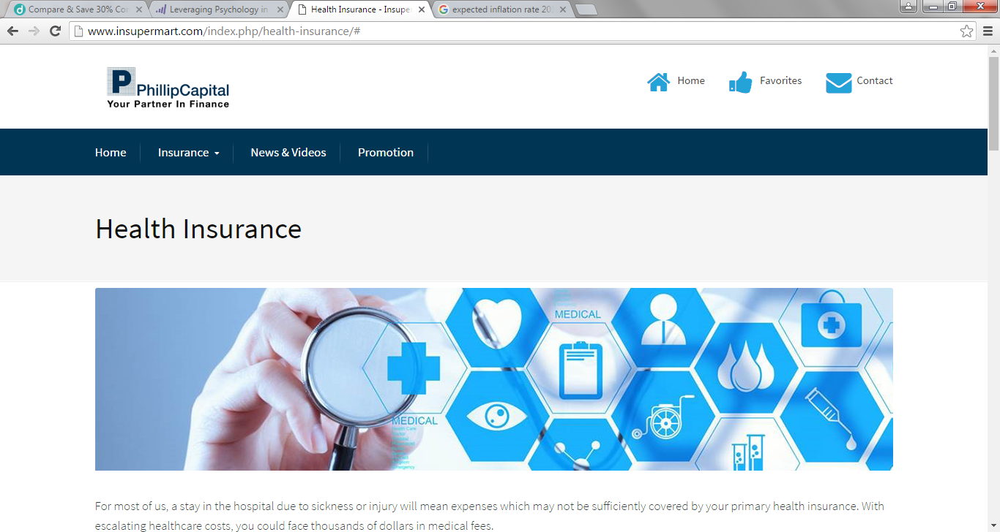 Compare & Save 30% Cor
Leveraging Psychology in
Health Insurance - Insuper
expected inflation rate 20
www.insupermart.com/index.php/health-insurance/#
P
PhillipCapital
Your Partner In Finance
Home
Favorites
Contact
Home
Insurance
News & Videos
Promotion
Health Insurance
MEDICAL
MEDICAL
Health Care
For most of us, a stay in the hospital due to sickness or injury will mean expenses which may not be sufficiently covered by your primary health insurance. With
escalating healthcare costs, you could face thousands of dollars in medical fees.